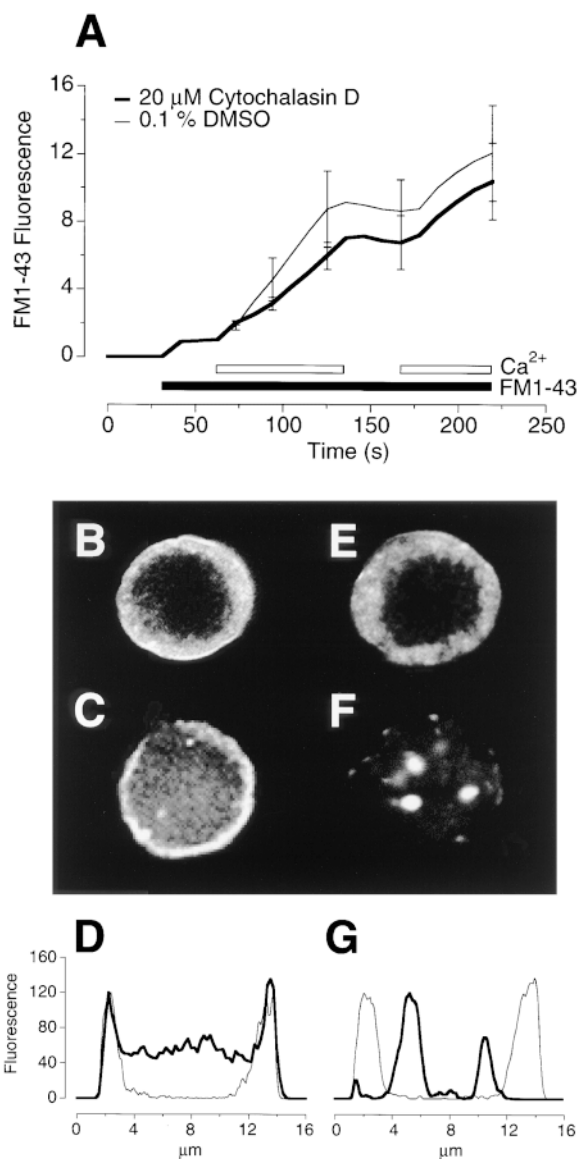 A
16
12
8
4
0
FM1-43 Fluorescence
20 μM Cytochalasin D
0.1 % DMSO
Ca2+
FM1-43
0 50 100 150 200 250
Time (s)
B E
C F
D G
160
120
80
40
0
Fluorescence
0 4 8 12 16 0 4 8 12 16
μm μm